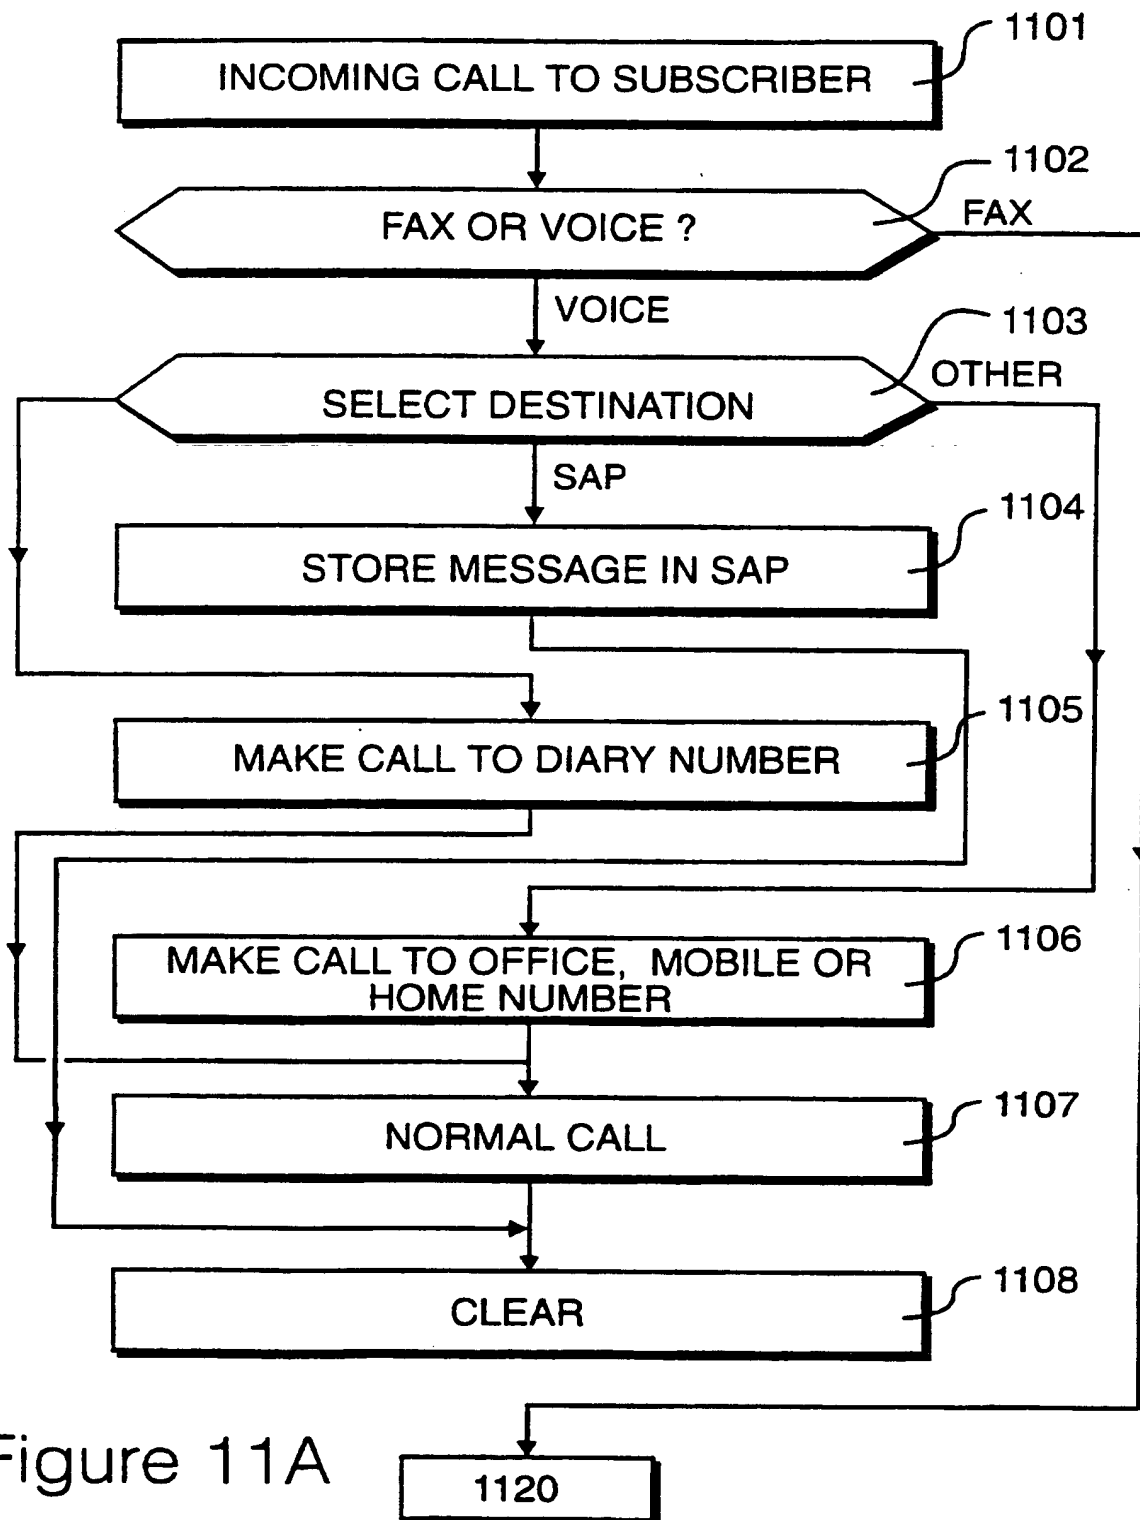 1101
INCOMING CALL TO SUBSCRIBER
1102
FAX OR VOICE ?
FAX
VOICE
1103
OTHER
SELECT DESTINATION
SAP
1104
STORE MESSAGE IN SAP
1105
MAKE CALL TO DIARY NUMBER
1106
MAKE CALL TO OFFICE, MOBILE OR
HOME NUMBER
1107
NORMAL CALL
1108
CLEAR
Figure 11A
1120